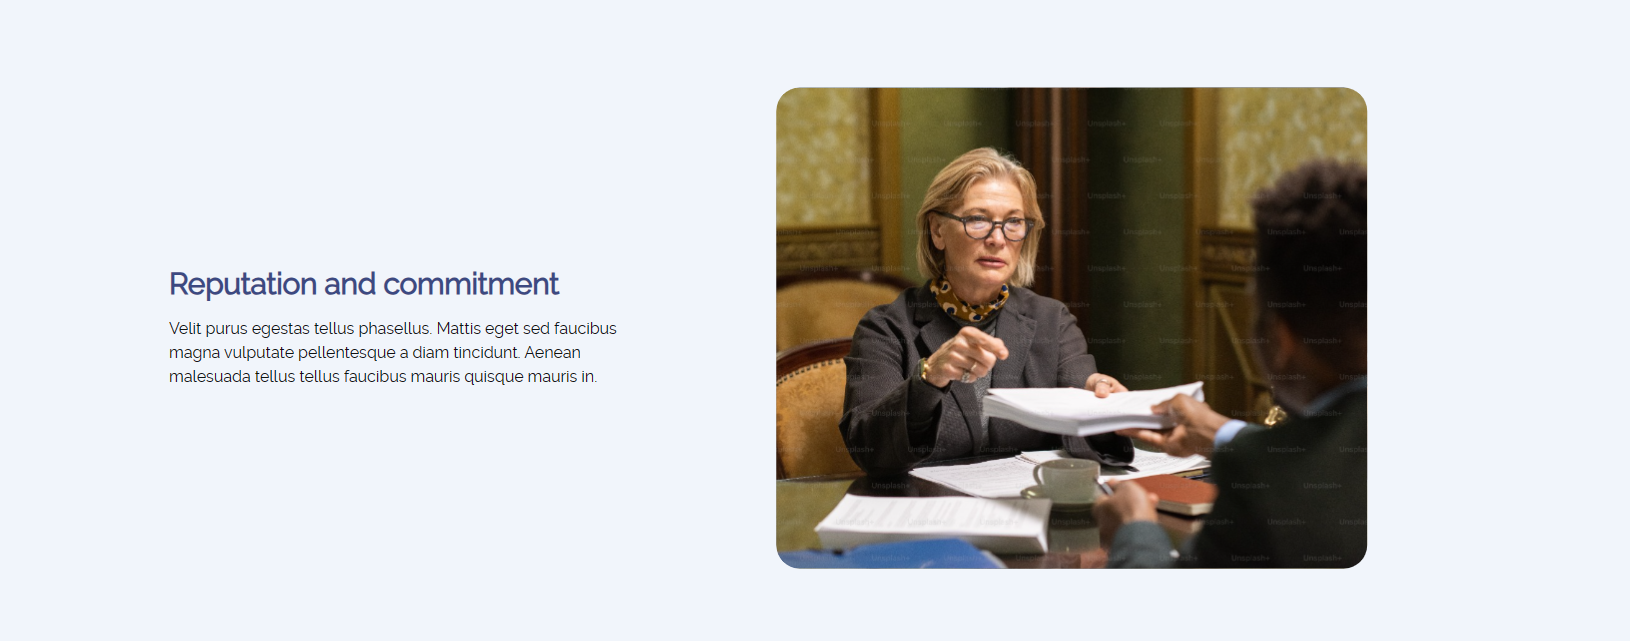 Reputation and commitment
Velit purus egestas tellus phasellus. Mattis eget sed faucibus
magna vulputate pellentesque a diam tincidunt. Aenean
malesuada tellus tellus faucibus mauris quisque mauris in.
Unsplash+